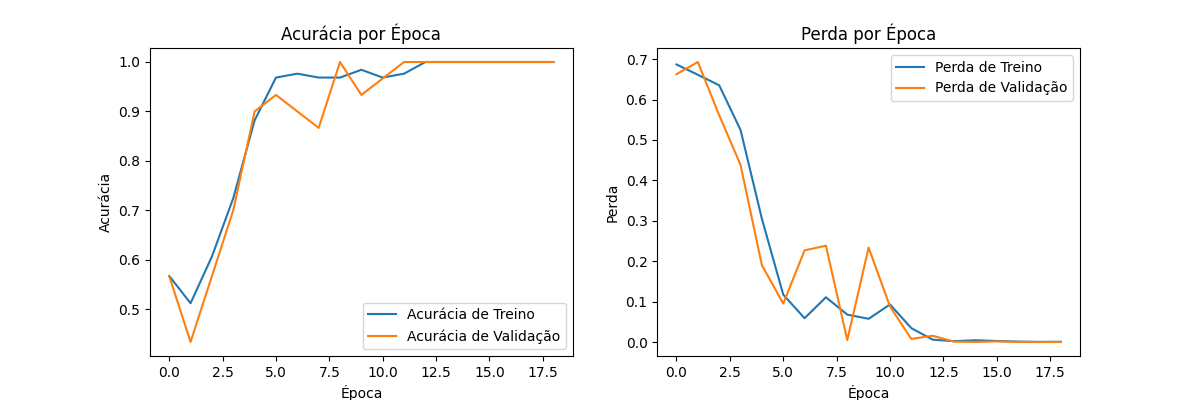 Acurácia por Época
1.0
0.9
0.8
0.7
0.6
0.5
Acurácia
0.0 2.5 5.0 7.5 10.0 12.5 15.0 17.5
Época
Acurácia de Treino
Acurácia de Validação
Perda por Época
0.7
0.6
0.5
0.4
0.3
0.2
0.1
0.0
Perda
0.0 2.5 5.0 7.5 10.0 12.5 15.0 17.5
Época
Perda de Treino
Perda de Validação